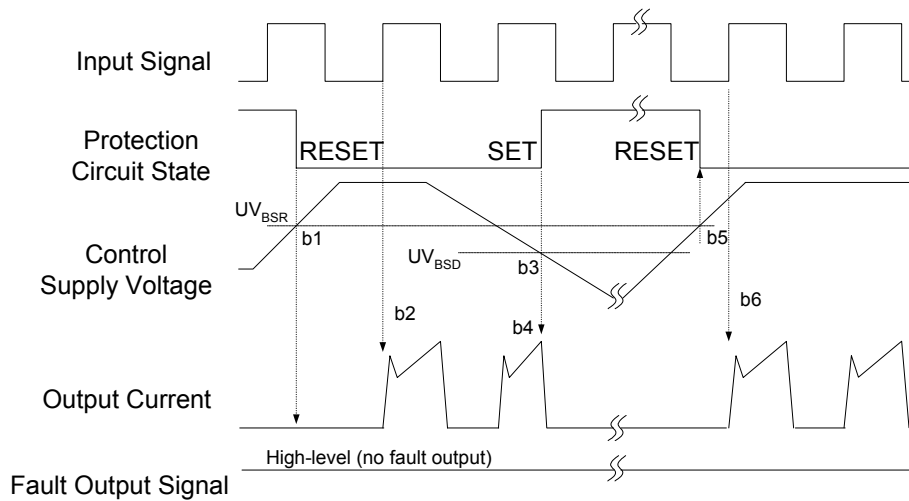 Input Signal
Protection
Circuit State
RESET
SET
RESET
UV_BSR
b1
b5
Control
Supply Voltage
UV_BSD
b3
b2
b4
b6
Output Current
High-level (no fault output)
Fault Output Signal